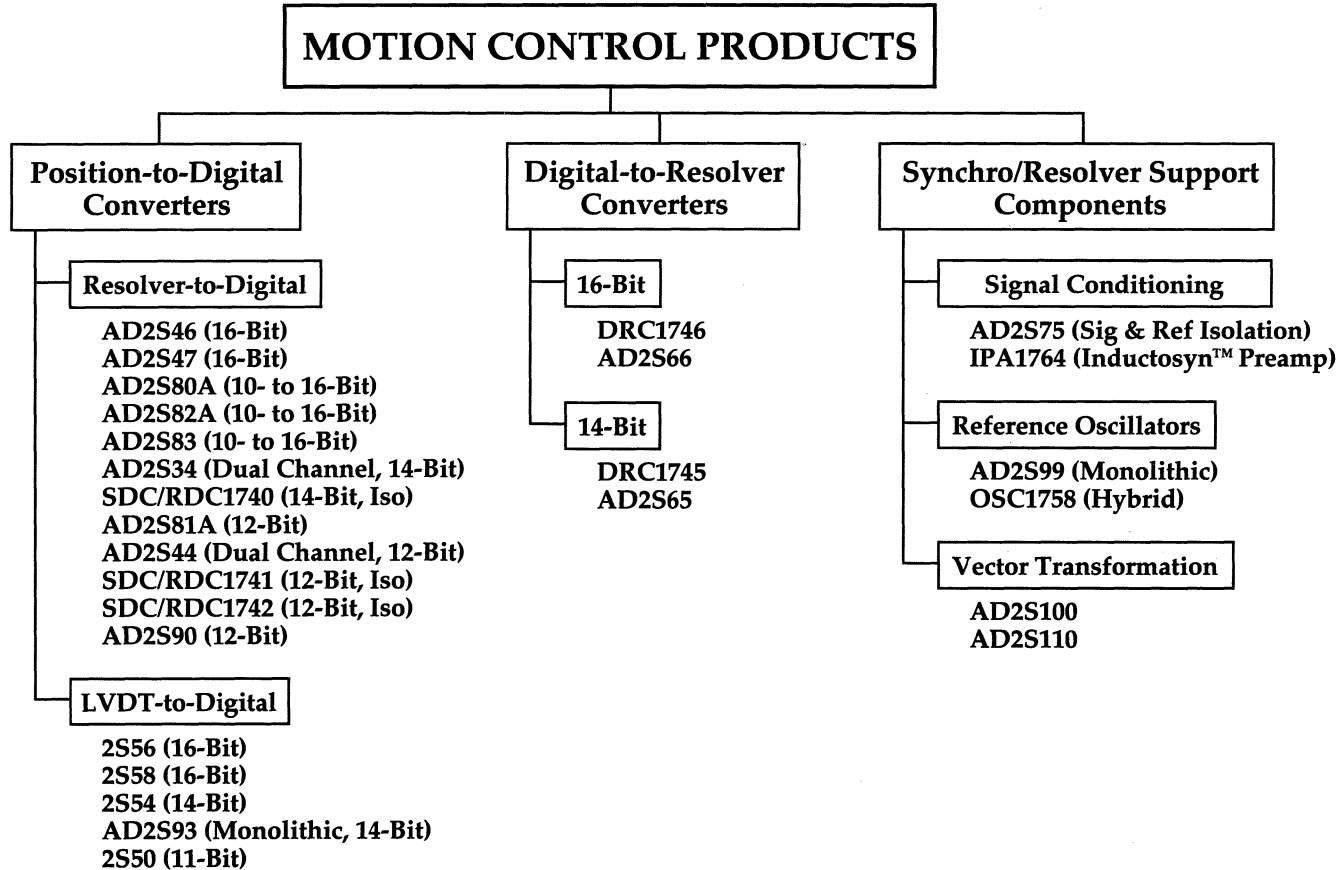 MOTION CONTROL PRODUCTS
Position-to-Digital
Converters
Resolver-to-Digital
AD2S46 (16-Bit)
AD2S47 (16-Bit)
AD2S80A (10- to 16-Bit)
AD2S82A (10- to 16-Bit)
AD2S83 (10- to 16-Bit)
AD2S34 (Dual Channel, 14-Bit)
SDC/RDC1740 (14-Bit, Iso)
AD2S81A (12-Bit)
AD2S44 (Dual Channel, 12-Bit)
SDC/RDC1741 (12-Bit, Iso)
SDC/RDC1742 (12-Bit, Iso)
AD2S90 (12-Bit)
LVDT-to-Digital
2S56 (16-Bit)
2S58 (16-Bit)
2S54 (14-Bit)
AD2S93 (Monolithic, 14-Bit)
2S50 (11-Bit)
Digital-to-Resolver
Converters
16-Bit
DRC1746
AD2S66
14-Bit
DRC1745
AD2S65
Synchro/Resolver Support
Components
Signal Conditioning
AD2S75 (Sig & Ref Isolation)
IPA1764 (Inductosyn™ Preamp)
Reference Oscillators
AD2S99 (Monolithic)
OSC1758 (Hybrid)
Vector Transformation
AD2S100
AD2S110